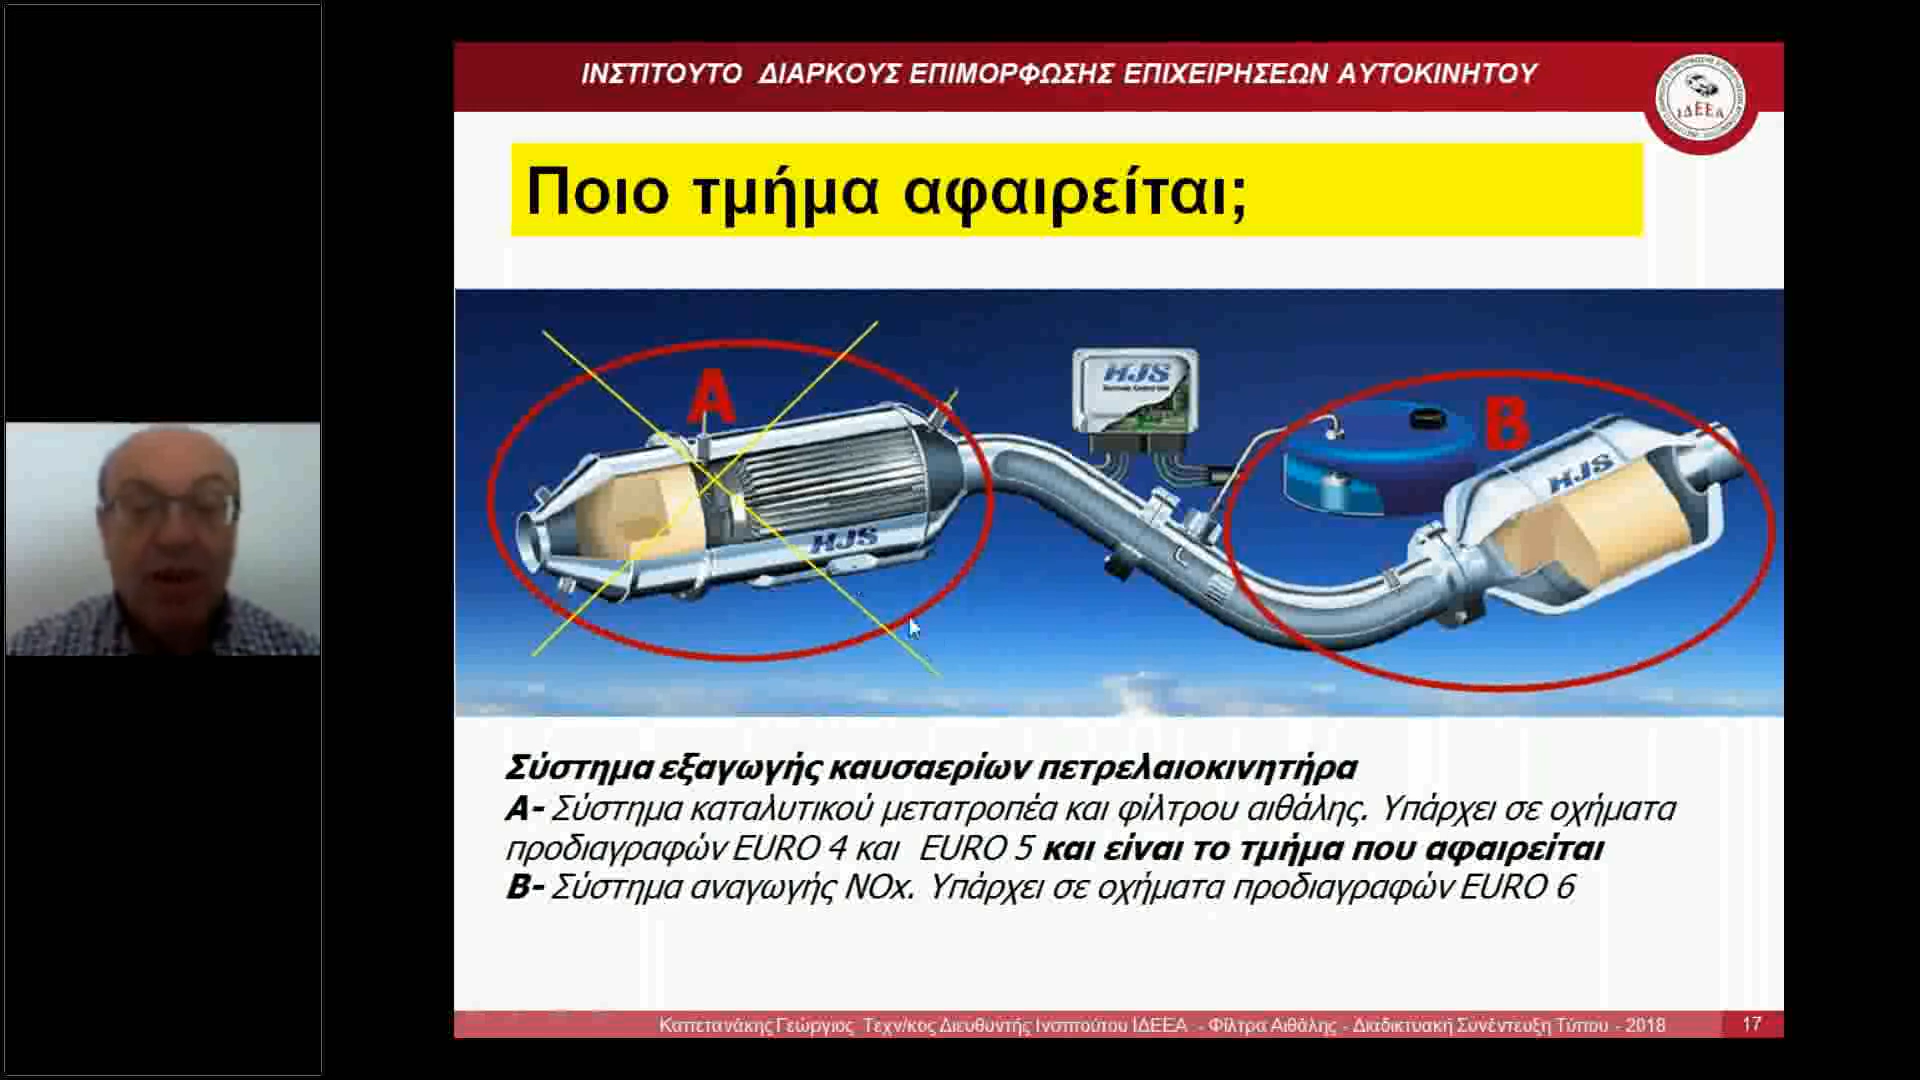 ΙΝΣΤΙΤΟΥΤΟ ΔΙΑΡΚΟΥΣ ΕΠΙΜΟΡΦΩΣΗΣ ΕΠΙΧΕΙΡΗΣΕΩΝ ΑΥΤΟΚΙΝΗΤΟΥ
ΙΔΕΕΑ
Ποιο τμήμα αφαιρείται;
A
HJS
B
HJS
HJS
Σύστημα εξαγωγής καυσαερίων πετρελαιοκινητήρα
Α- Σύστημα καταλυτικού μετατροπέα και φίλτρου αιθάλης. Υπάρχει σε οχήματα
προδιαγραφών EURO 4 και EURO 5 και είναι το τμήμα που αφαιρείται
Β- Σύστημα αναγωγής NOx. Υπάρχει σε οχήματα προδιαγραφών EURO 6
Καπετανάκης Γεώργιος Τεχν/κος Διευθυντής Ινστιτούτου ΙΔΕΕΑ - Φίλτρα Αιθάλης - Διαδικτυακή Συνέντευξη Τύπου - 2018
17